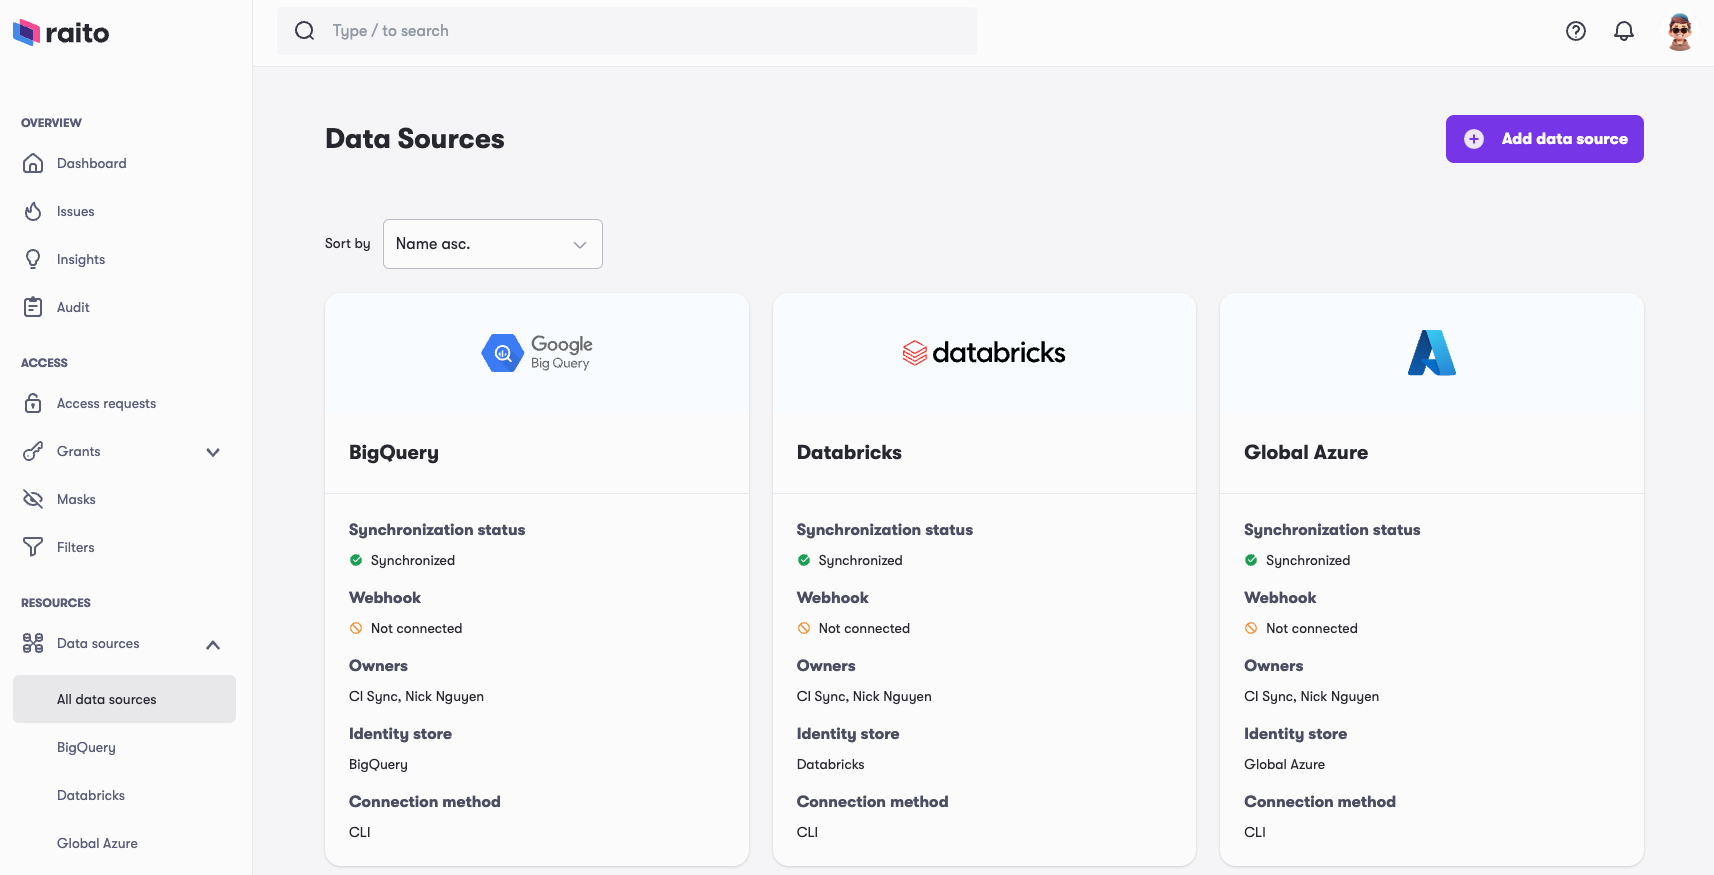 raito
Type / to search
OVERVIEW
Dashboard
Issues
Insights
Audit
ACCESS
Access requests
Grants
Masks
Filters
RESOURCES
Data sources
All data sources
BigQuery
Databricks
Global Azure
Data Sources
Add data source
Sort by
Name asc.
Google
Big Query
BigQuery
Synchronization status
Synchronized
Webhook
Not connected
Owners
CI Sync, Nick Nguyen
Identity store
BigQuery
Connection method
CLI
databricks
Databricks
Synchronization status
Synchronized
Webhook
Not connected
Owners
CI Sync, Nick Nguyen
Identity store
Databricks
Connection method
CLI
Global Azure
Synchronization status
Synchronized
Webhook
Not connected
Owners
CI Sync, Nick Nguyen
Identity store
Global Azure
Connection method
CLI